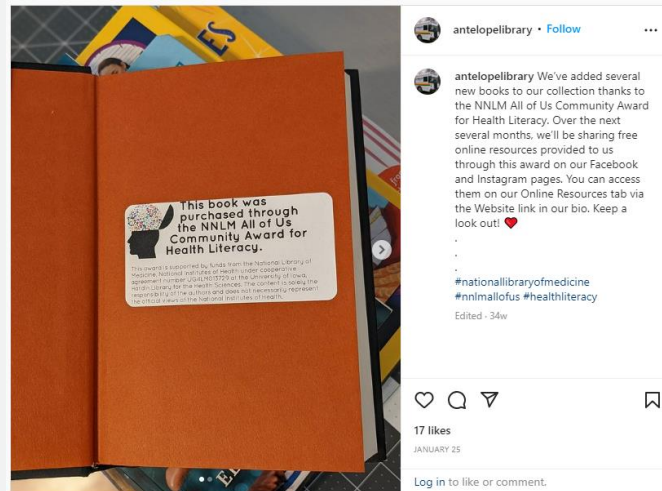 ES
This book was
purchased through
the NNLM All of Us
Community Award for
Health Literacy.
This award is supported by funds from the National Library of
Medicine, National Institutes of Health under cooperative
agreement number UG4LM013729 at the University of Iowa,
Hardin Library for the Health Sciences. The content is solely the
responsibility of the authors and does not necessarily represent
the official views of the National Institutes of Health.
antelopelibrary • Follow
antelopelibrary We've added several
new books to our collection thanks to
the NNLM All of Us Community Award
for Health Literacy. Over the next
several months, we'll be sharing free
online resources provided to us
through this award on our Facebook
and Instagram pages. You can access
them on our Online Resources tab via
the Website link in our bio. Keep a
look out! ❤️
.
.
.
#nationallibraryofmedicine
#nnlmallofus #healthliteracy
Edited · 34w
17 likes
JANUARY 25
Log in to like or comment.